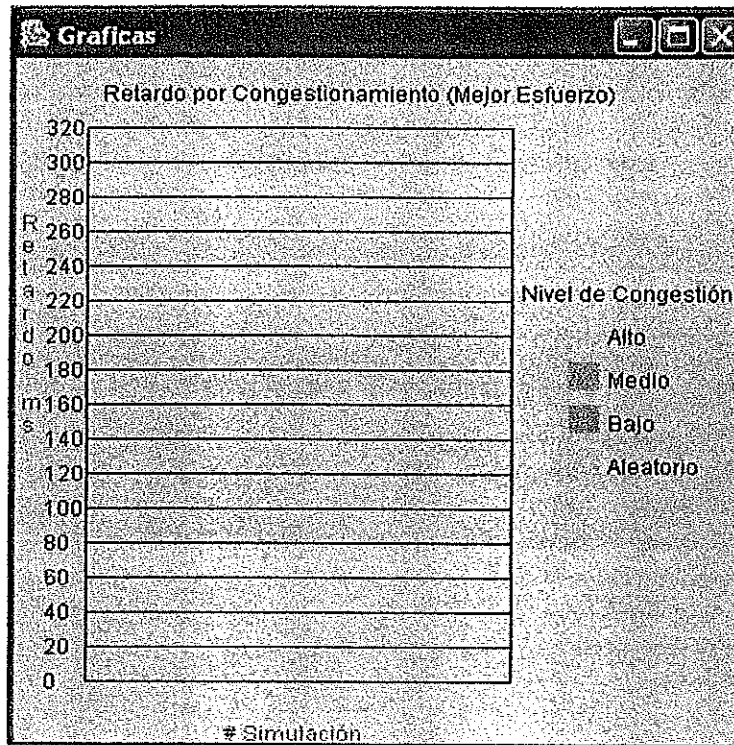 Graficas
Retardo por Congestionamiento (Mejor Esfuerzo)
320
300
280
260
240
220
200
180
160
140
120
100
80
60
40
20
0
Retardo ms
Nivel de Congestión
Alto
Medio
Bajo
Aleatorio
# Simulación